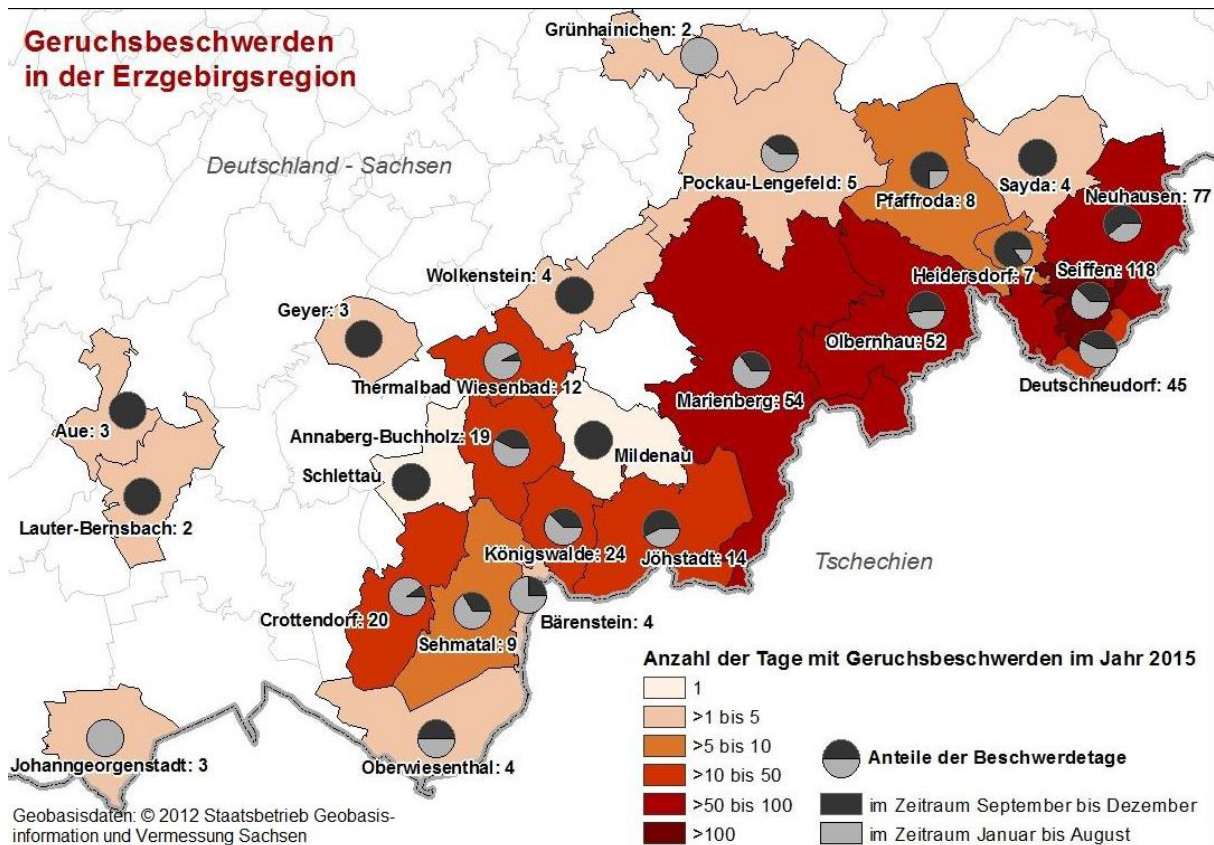 Geruchsbeschwerden
in der Erzgebirgsregion
Deutschland - Sachsen
Grünhainichen: 2
Pockau-Lengefeld: 5
Pfaffroda: 8
Sayda: 4
Neuhausen: 77
Wolkenstein: 4
Heidersdorf: 7
Seiffen: 118
Geyer: 3
Olbernhau: 52
Thermalbad Wiesenbad: 12
Marienberg: 54
Deutschneudorf: 45
Aue: 3
Annaberg-Buchholz: 19
Mildenau
Schlettau
Lauter-Bernsbach: 2
Königswalde: 24
Jöhstadt: 14
Tschechien
Crottendorf: 20
Sehmatal: 9
Bärenstein: 4
Johanngeorgenstadt: 3
Oberwiesenthal: 4
Anzahl der Tage mit Geruchsbeschwerden im Jahr 2015
1
>1 bis 5
>5 bis 10
>10 bis 50
>50 bis 100
>100
Anteile der Beschwerdetage
im Zeitraum September bis Dezember
im Zeitraum Januar bis August
Geobasisdaten: © 2012 Staatsbetrieb Geobasis-
information und Vermessung Sachsen